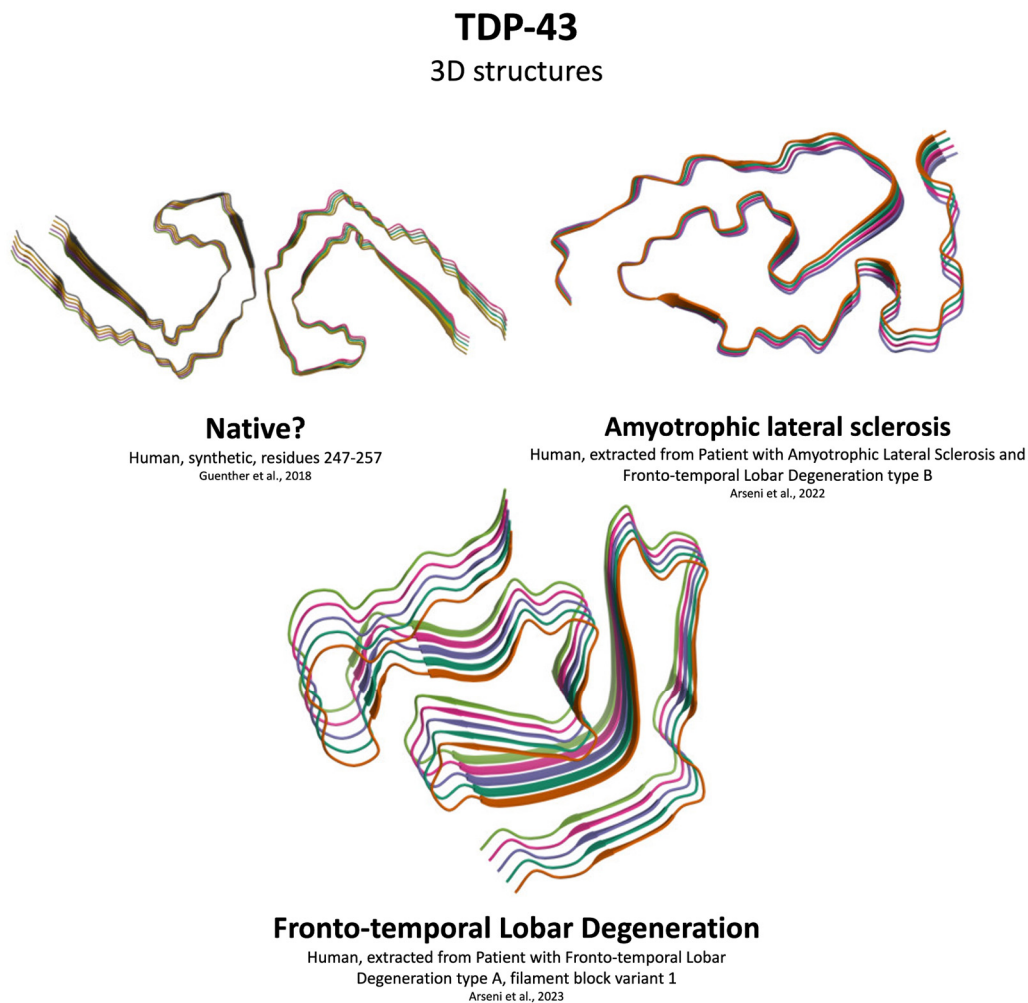 TDP-43
3D structures
Native?
Human, synthetic, residues 247-257
Guenther et al., 2018
Amyotrophic lateral sclerosis
Human, extracted from Patient with Amyotrophic Lateral Sclerosis and
Fronto-temporal Lobar Degeneration type B
Arseni et al., 2022
Fronto-temporal Lobar Degeneration
Human, extracted from Patient with Fronto-temporal Lobar
Degeneration type A, filament block variant 1
Arseni et al., 2023